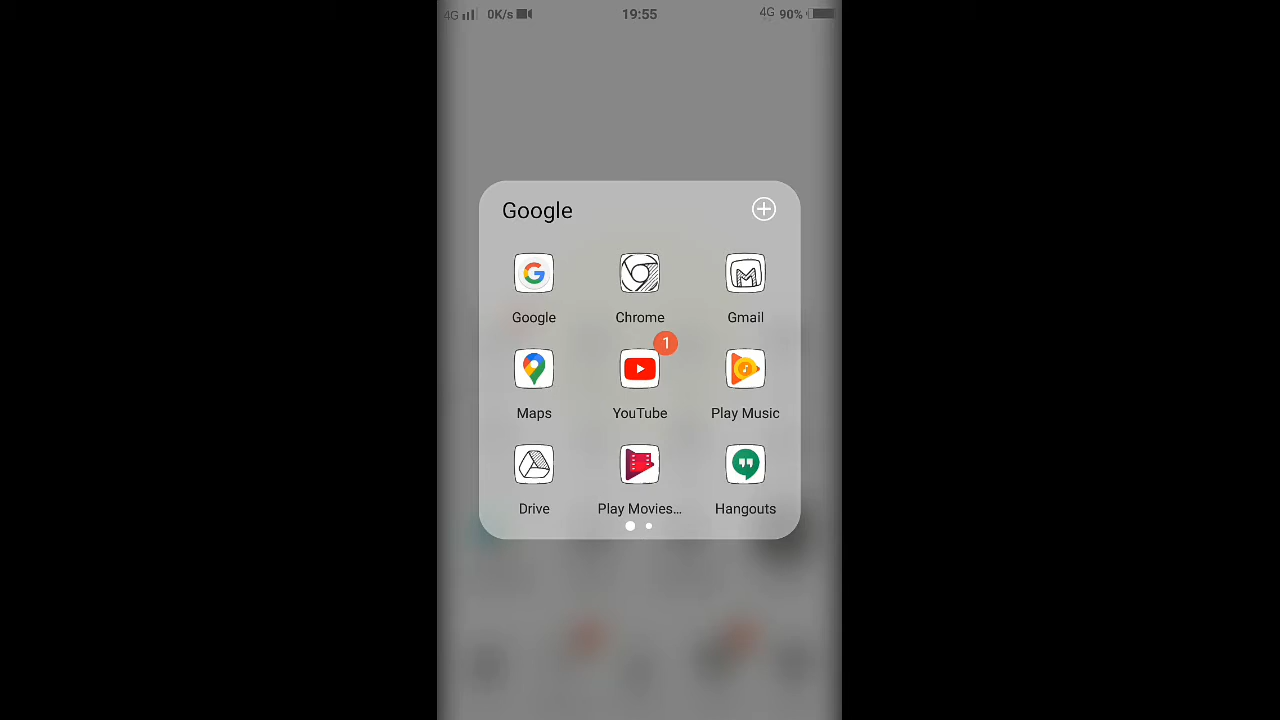 4G 0K/s 19:55 4G 90%
Google
Google Chrome Gmail
1
Maps YouTube Play Music
Drive Play Movies... Hangouts